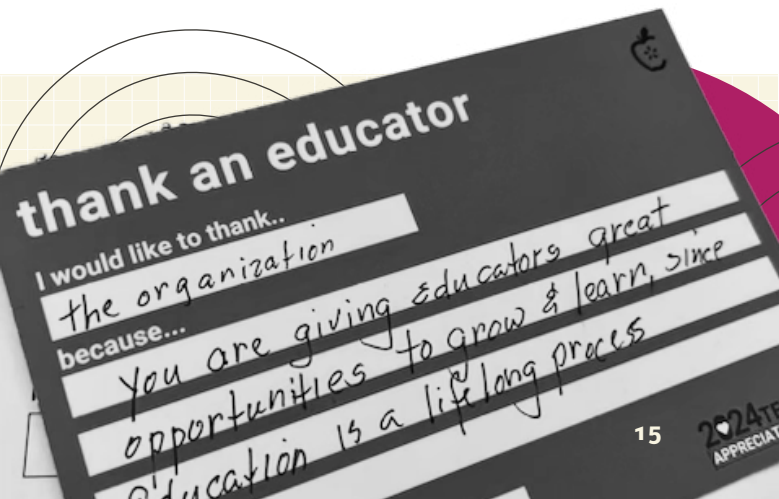 thank an educator
I would like to thank..
the organization
because...
You are giving Educators great
opportunities to grow & learn, since
Education is a lifelong proces
15
2024